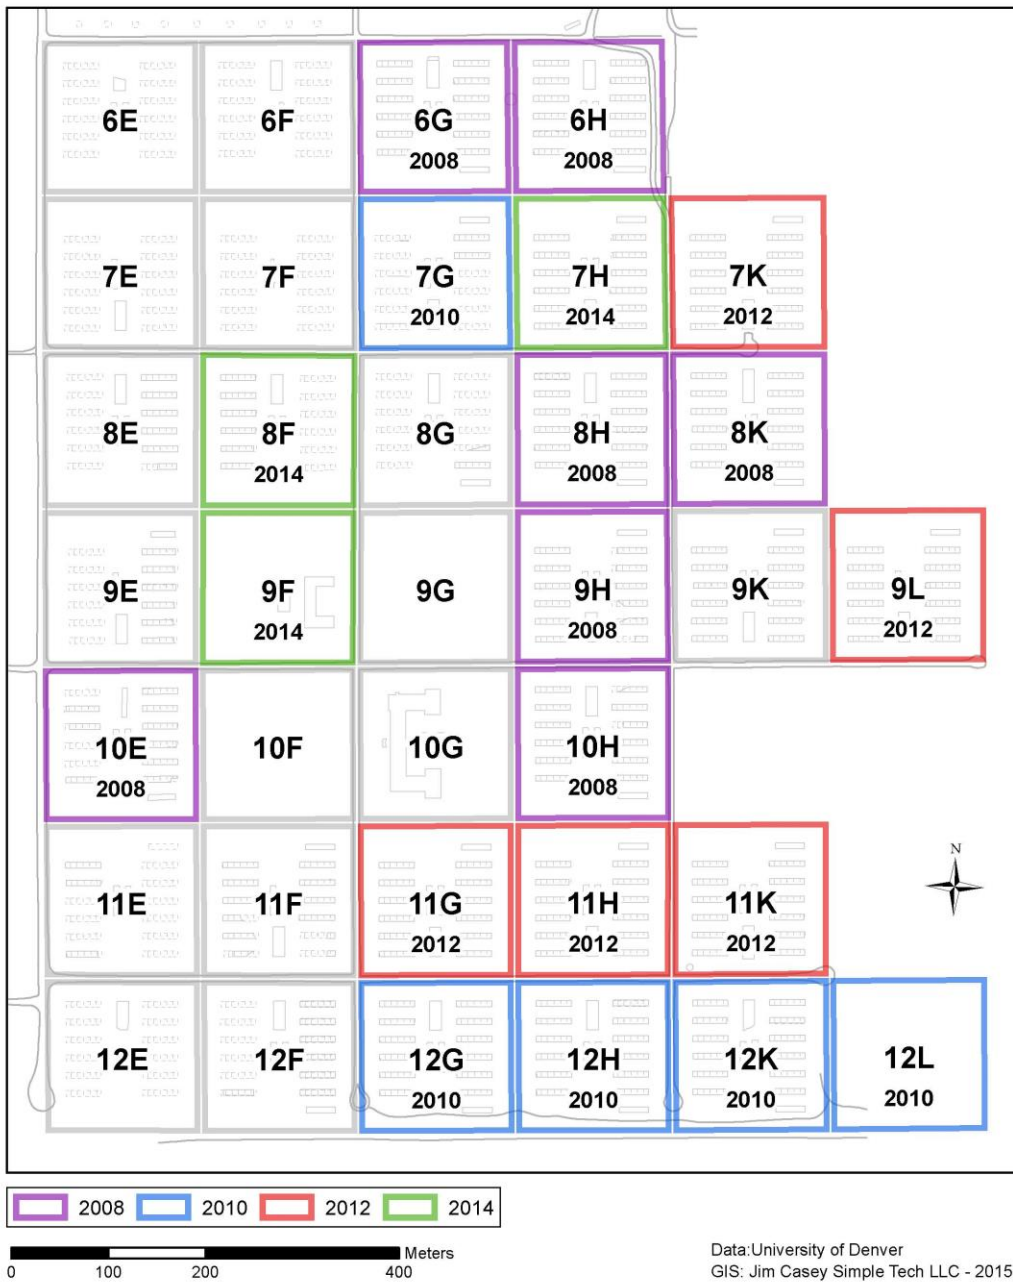 6E 6F 6G 6H
2008 2008
7E 7F 7G 7H 7K
2010 2014 2012
8E 8F 8G 8H 8K
2014 2008 2008
9E 9F 9G 9H 9K 9L
2014 2008 2012
10E 10F 10G 10H
2008 2008
11E 11F 11G 11H 11K
2012 2012 2012
N
12E 12F 12G 12H 12K 12L
2010 2010 2010 2010
2008 2010 2012 2014
Meters
0 100 200 400
Data:University of Denver
GIS: Jim Casey Simple Tech LLC - 2015